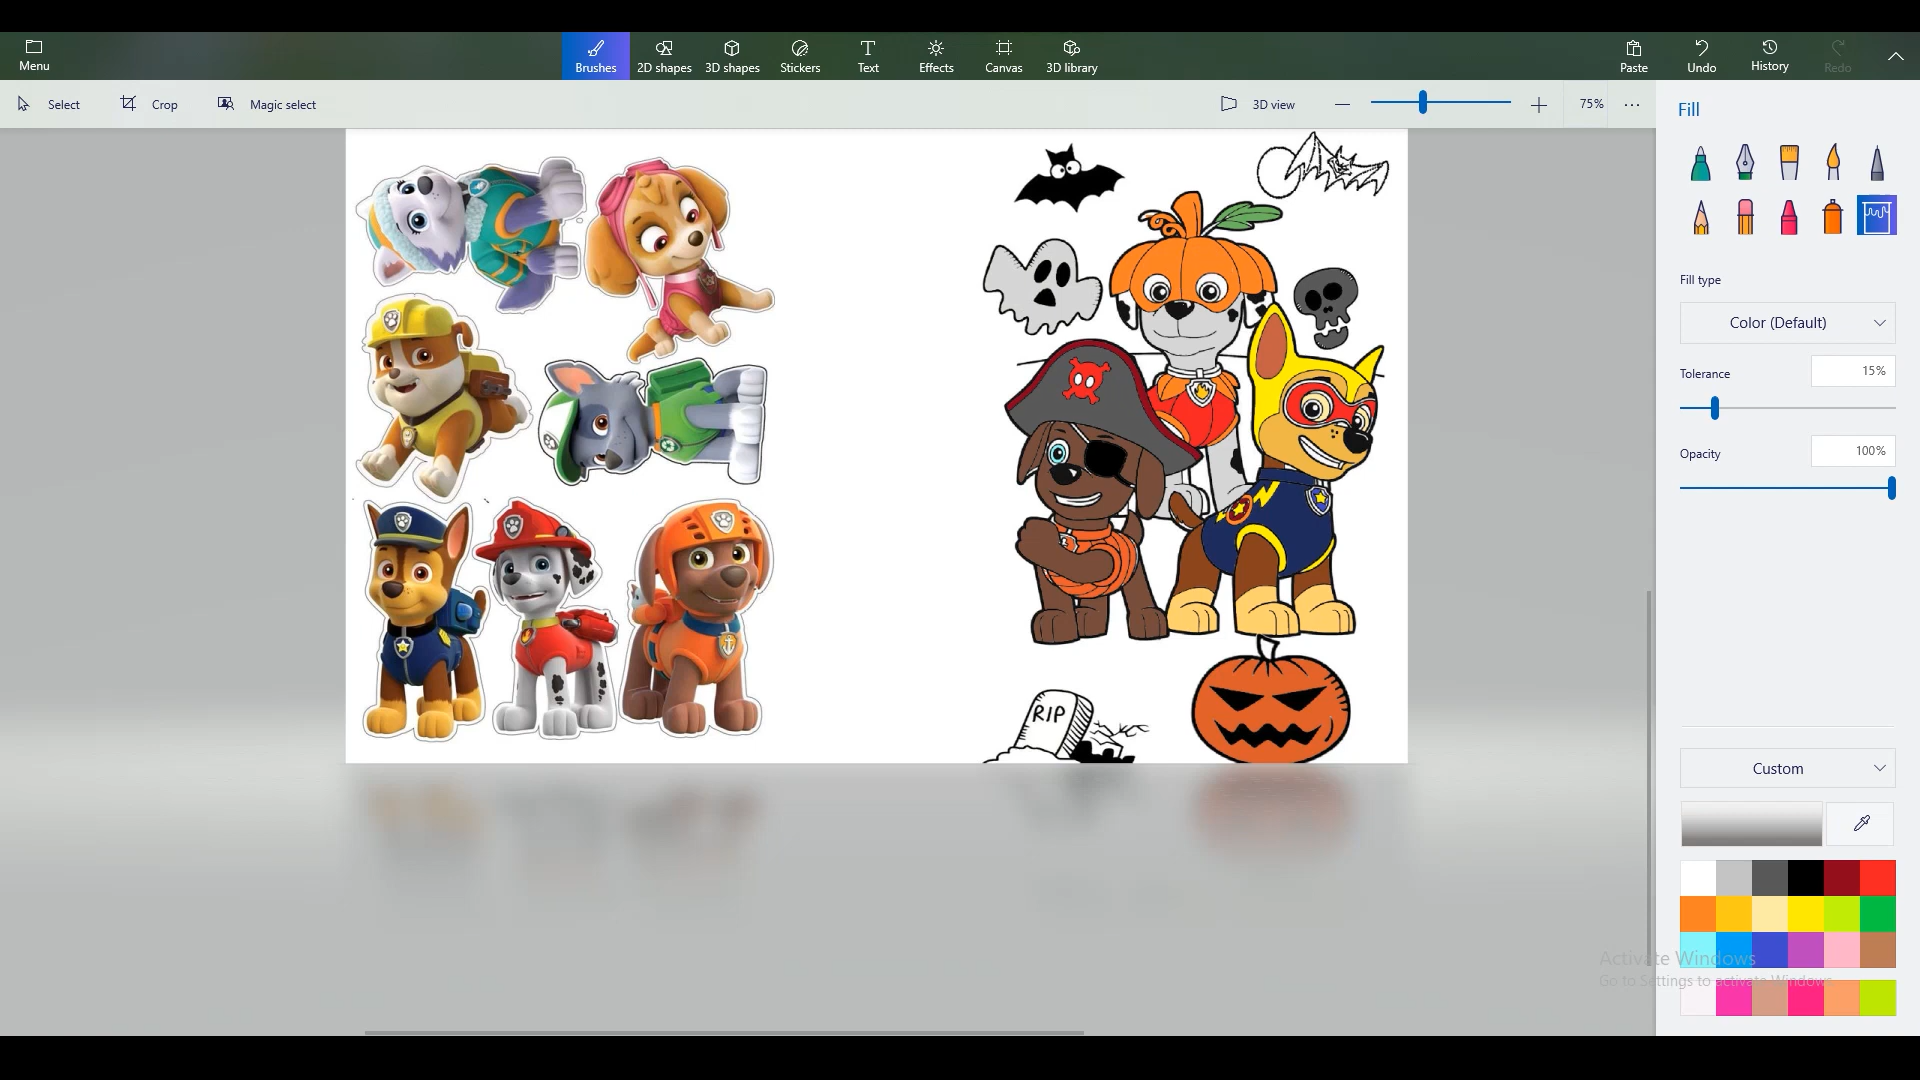 Menu
Brushes
2D shapes
3D shapes
Stickers
Text
Effects
Canvas
3D library
Paste
Undo
History
Redo
Select
Crop
Magic select
3D view
75%
Fill
Fill type
Color (Default)
Tolerance
15%
Opacity
100%
Custom
Activate Windows
Go to Settings to activate Windows.
RIP